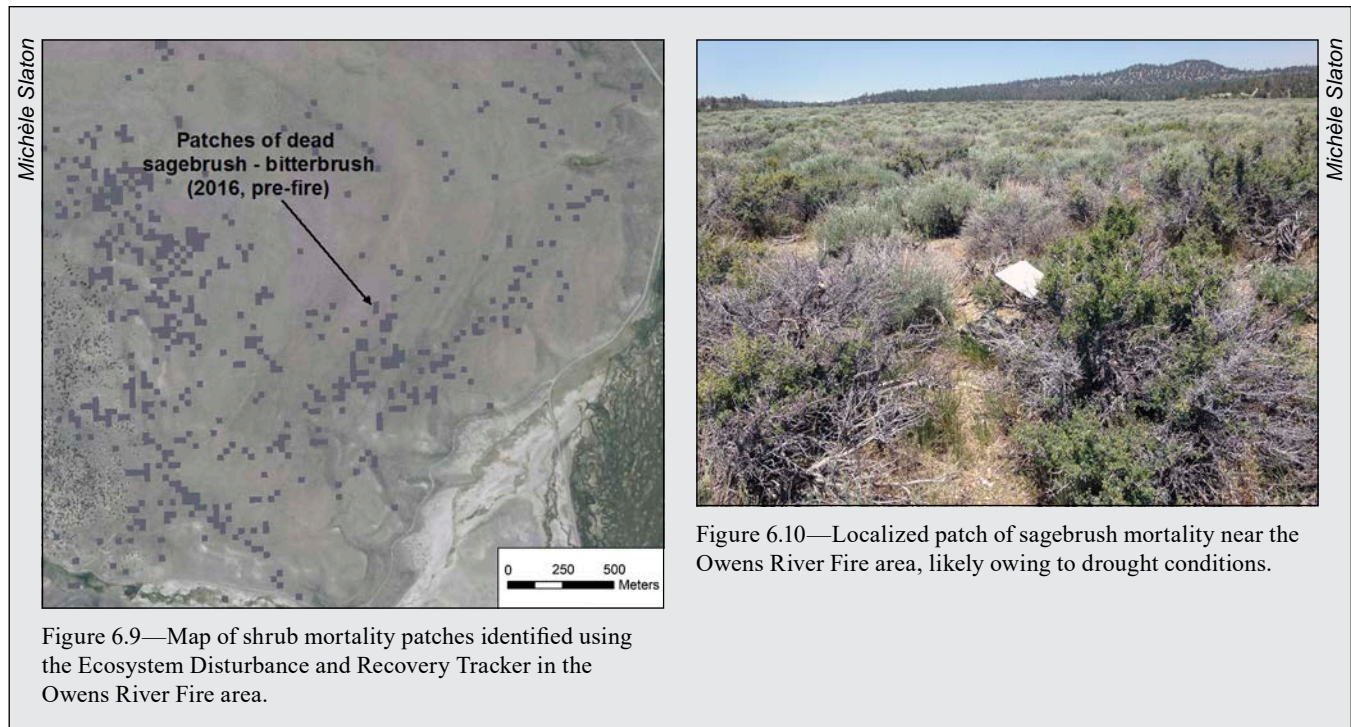 Michèle Slaton
Patches of dead
sagebrush - bitterbrush
(2016, pre-fire)
0 250 500
Meters
Figure 6.9—Map of shrub mortality patches identified using
the Ecosystem Disturbance and Recovery Tracker in the
Owens River Fire area.
Michèle Slaton
Figure 6.10—Localized patch of sagebrush mortality near the
Owens River Fire area, likely owing to drought conditions.